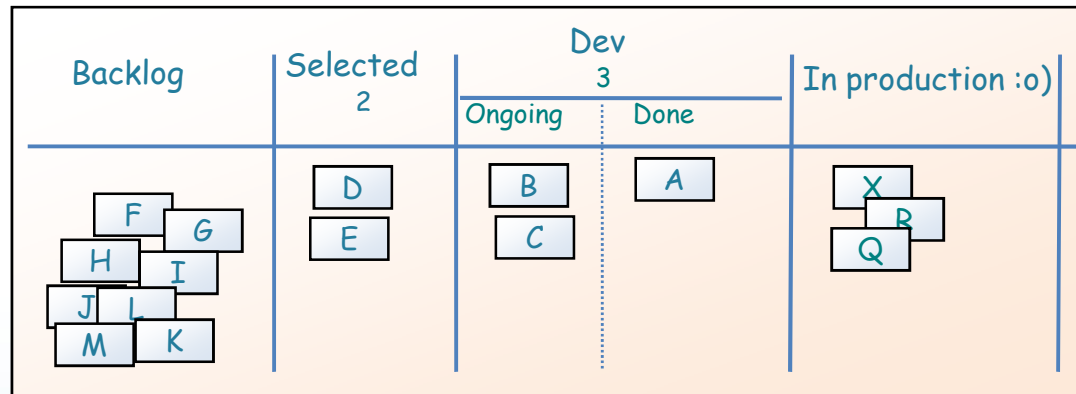 Backlog
Selected
2
Dev
3
Ongoing
Done
In production :o)
F
G
H
I
J
L
M
K
D
E
B
C
A
X
R
Q